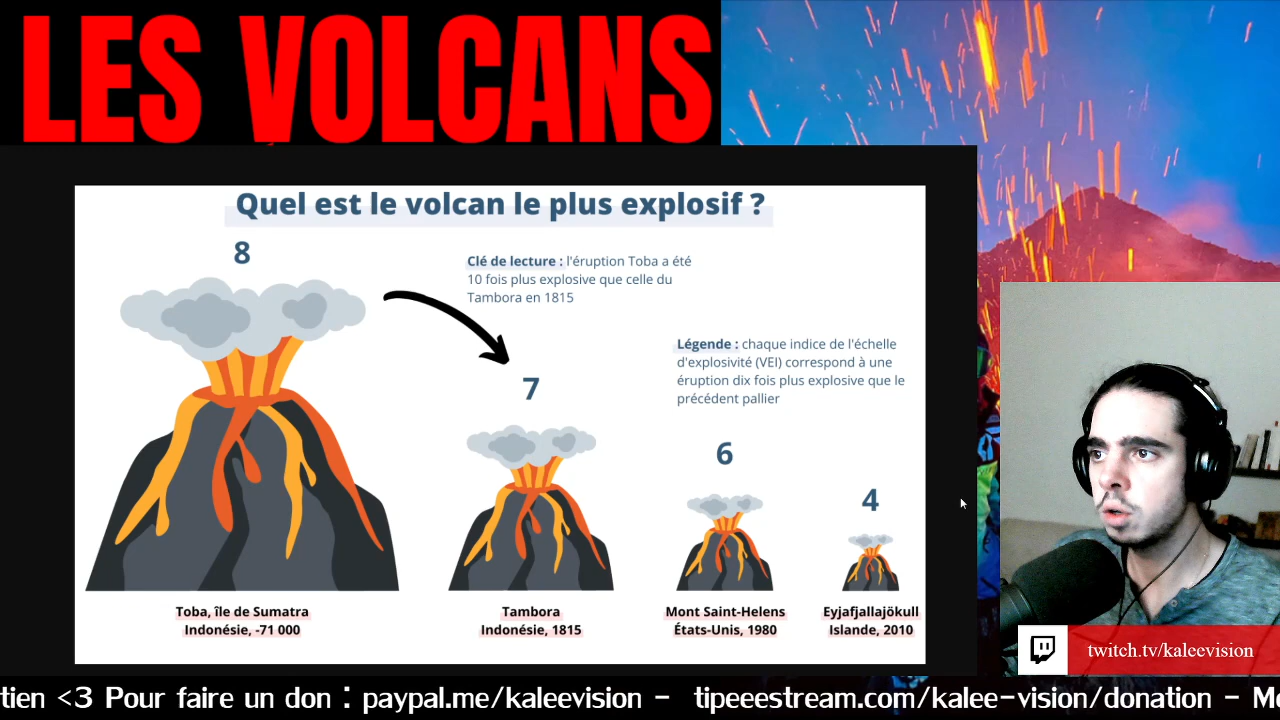 LES VOLCANS
Quel est le volcan le plus explosif ?
8
Clé de lecture : l'éruption Toba a été
10 fois plus explosive que celle du
Tambora en 1815
Légende : chaque indice de l'échelle
d'explosivité (VEI) correspond à une
éruption dix fois plus explosive que le
précédent pallier
7
6
4
Toba, île de Sumatra
Indonésie, -71 000
Tambora
Indonésie, 1815
Mont Saint-Helens
États-Unis, 1980
Eyjafjallajökull
Islande, 2010
twitch.tv/kaleevision
tien <3 Pour faire un don : paypal.me/kaleevision - tipeeestream.com/kalee-vision/donation - M